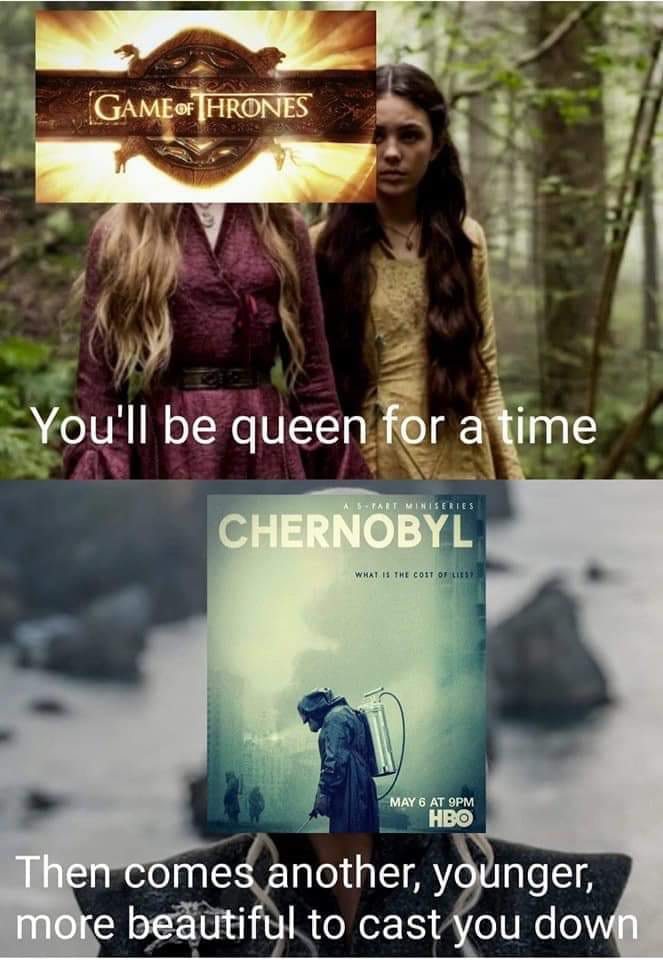 GAME OF THRONES
You'll be queen for a time
A 5-PART MINISERIES
CHERNOBYL
WHAT IS THE COST OF LIES?
MAY 6 AT 9PM
HBO
Then comes another, younger,
more beautiful to cast you down